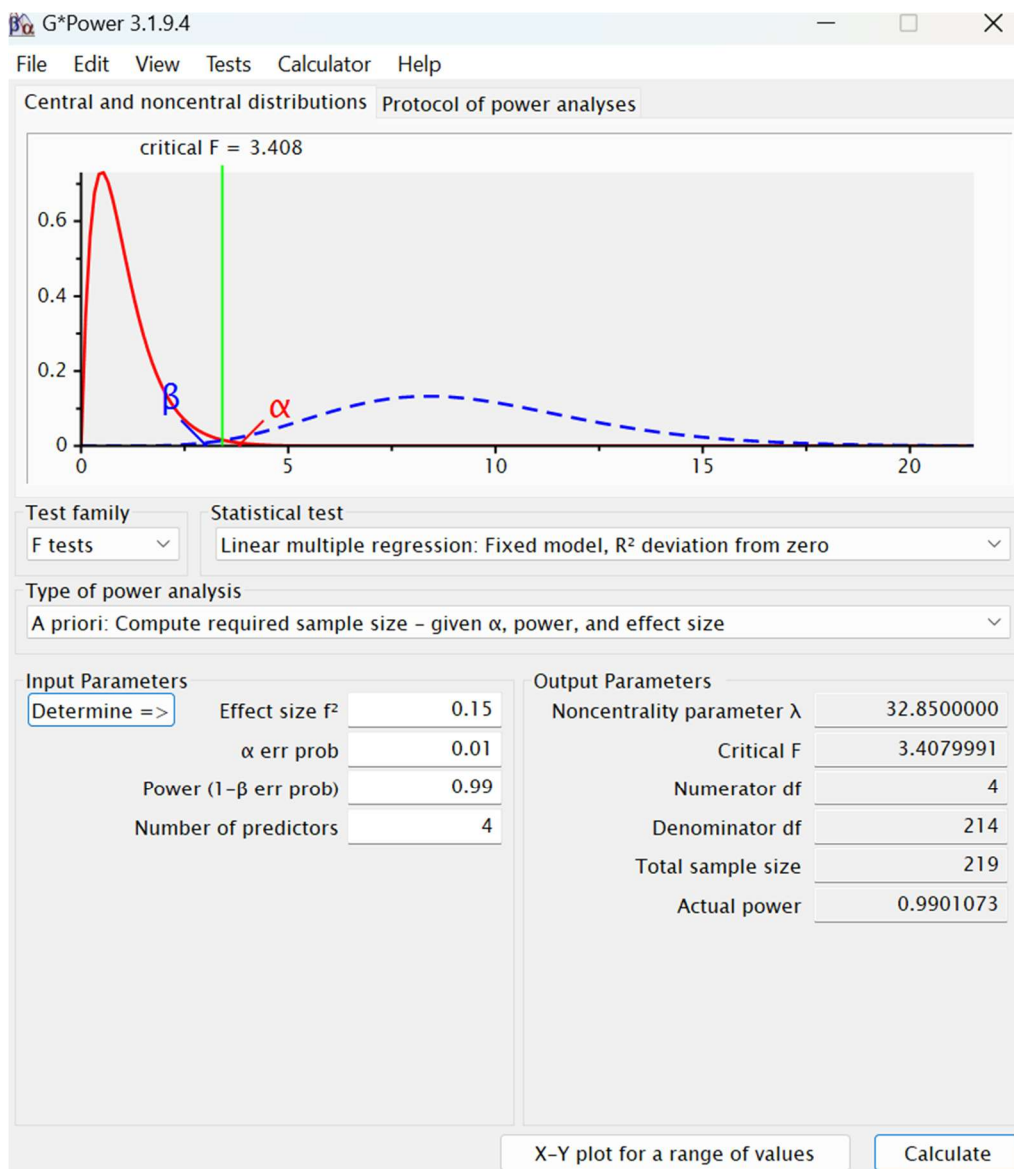 βα G*Power 3.1.9.4
File Edit View Tests Calculator Help
Central and noncentral distributions Protocol of power analyses
critical F = 3.408
0.6
0.4
0.2
0
β
α
0 5 10 15 20
Test family Statistical test
F tests Linear multiple regression: Fixed model, R² deviation from zero
Type of power analysis
A priori: Compute required sample size – given α, power, and effect size
Input Parameters Output Parameters
Determine => Effect size f² 0.15 Noncentrality parameter λ 32.8500000
α err prob 0.01 Critical F 3.4079991
Power (1–β err prob) 0.99 Numerator df 4
Number of predictors 4 Denominator df 214
Total sample size 219
Actual power 0.9901073
X–Y plot for a range of values Calculate